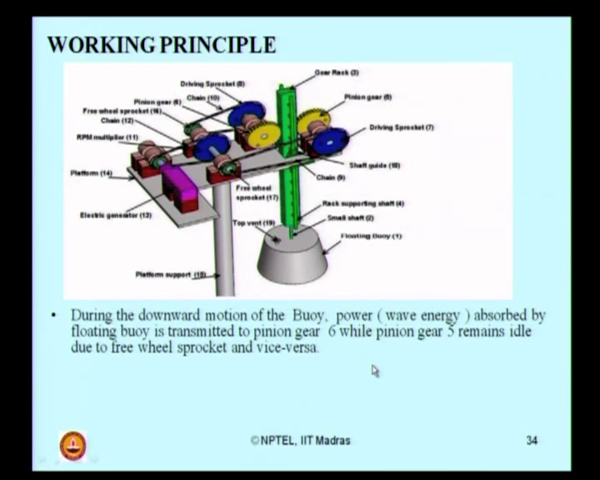 WORKING PRINCIPLE
Gear Rack (3)
Driving Sprocket (8)
Chain (10)
Pinion gear (6)
Pinion gear (5)
Free wheel sprocket (16)
Chain (12)
Driving Sprocket (7)
RPM multiplier (11)
Shaft guide (18)
Platform (14)
Chain (9)
Free wheel
sprocket (17)
Rack supporting shaft (4)
Electric generator (13)
Small shaft (2)
Top vent (19)
Floating Buoy (1)
Platform support (15)
• During the downward motion of the Buoy, power ( wave energy ) absorbed by
floating buoy is transmitted to pinion gear 6 while pinion gear 5 remains idle
due to free wheel sprocket and vice-versa.
©NPTEL, IIT Madras
34